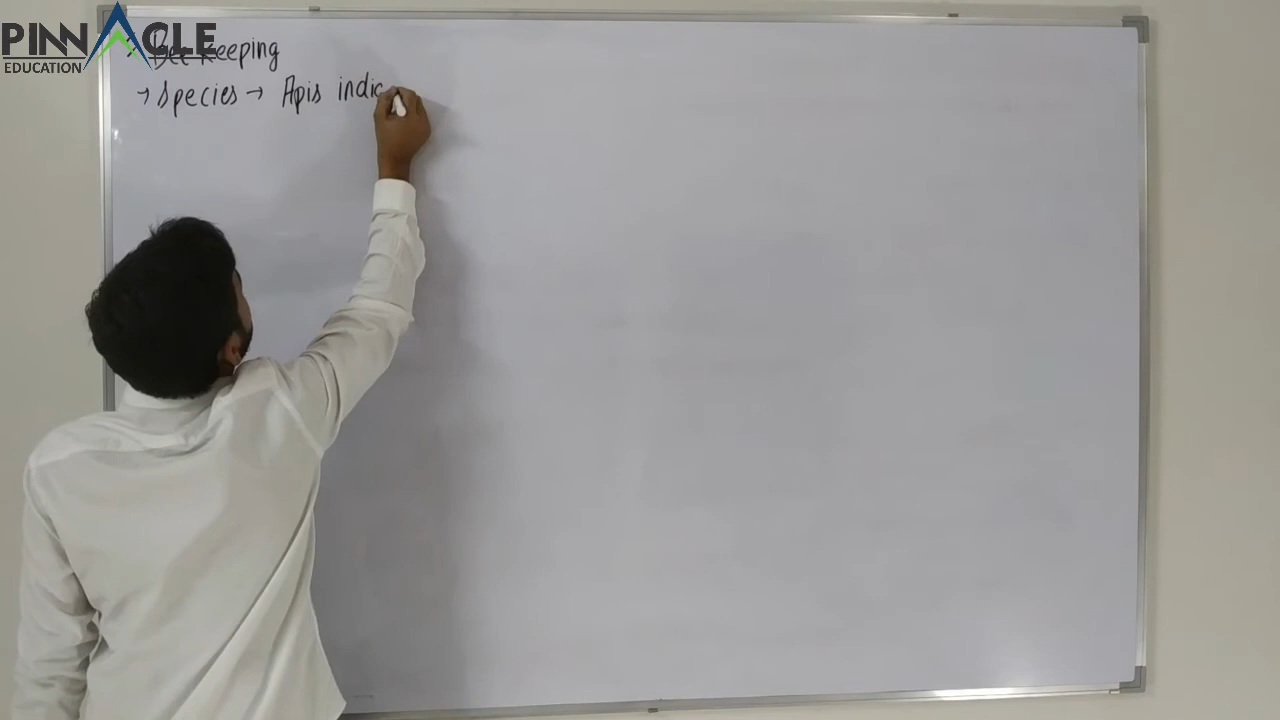 PINNACLE
EDUCATION
Bee Keeping
→ Species → Apis indic